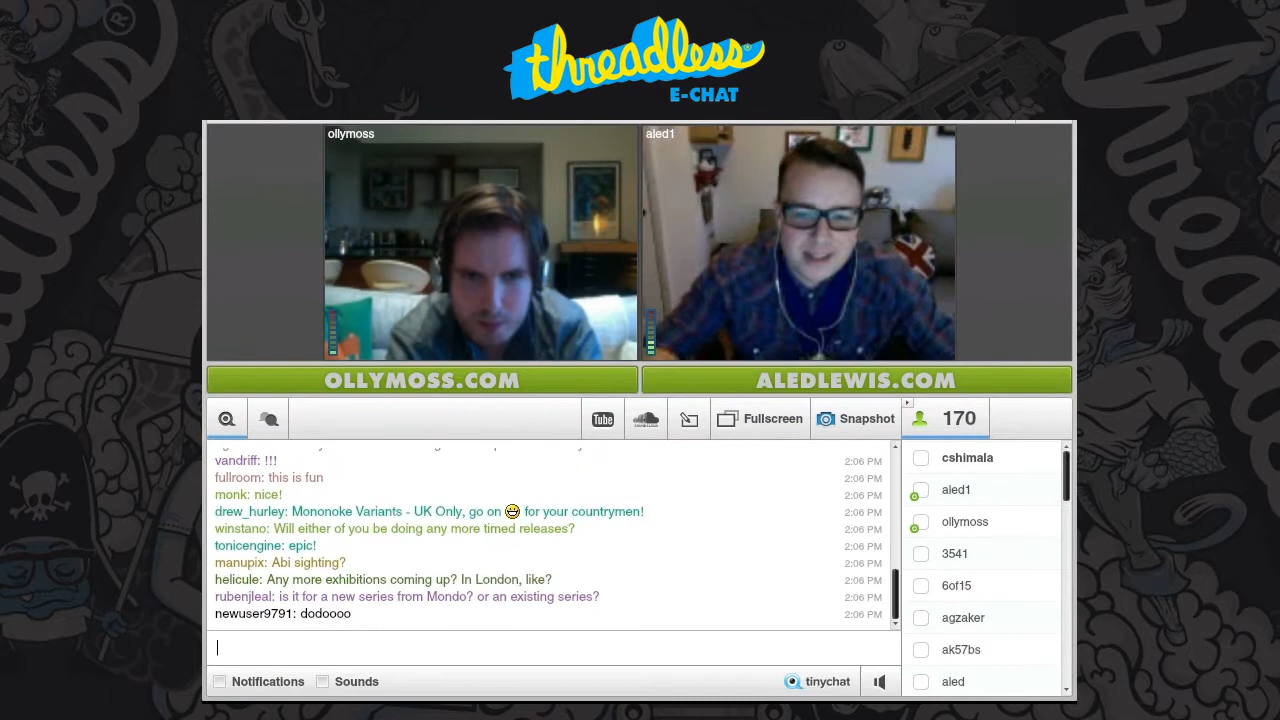 threadless
E-CHAT
ollymoss
aled1
OLLYMOSS.COM
ALEDLEWIS.COM
Tube
Fullscreen
Snapshot
170
vandriff: !!! 2:06 PM
fullroom: this is fun 2:06 PM
monk: nice! 2:06 PM
drew_hurley: Mononoke Variants - UK Only, go on 😀 for your countrymen! 2:06 PM
winstano: Will either of you be doing any more timed releases? 2:06 PM
tonicengine: epic! 2:06 PM
manupix: Abi sighting? 2:06 PM
helicule: Any more exhibitions coming up? In London, like? 2:06 PM
rubenjleal: is it for a new series from Mondo? or an existing series? 2:06 PM
newuser9791: dodoooo 2:06 PM
cshimala
aled1
ollymoss
3541
6of15
agzaker
ak57bs
aled
Notifications
Sounds
tinychat